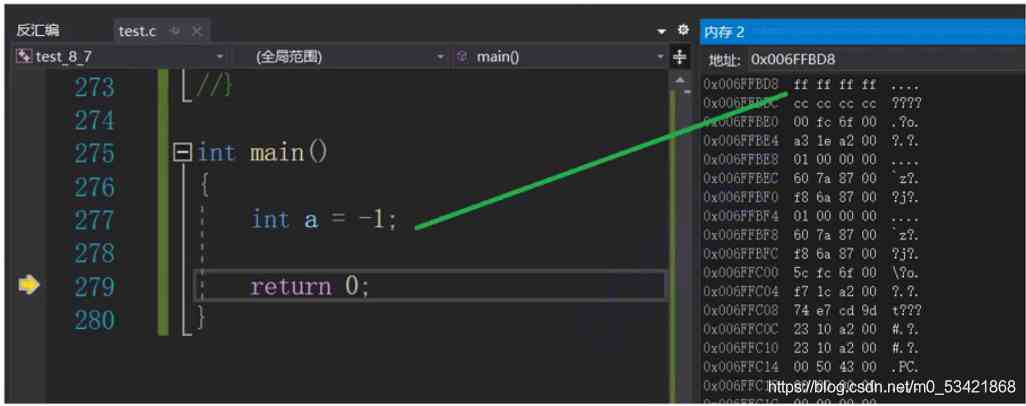 反汇编 test.c
test_8_7 (全局范围) main()
273 //}
274
275 int main()
276 {
277 int a = -1;
278
279 return 0;
280 }
内存 2
地址: 0x006FFBD8
0x006FFBD8 ff ff ff ff ....
cc cc cc cc ????
0x006FFBE0 00 fc 6f 00 .?o.
0x006FFBE4 a3 1e a2 00 ?.?.
0x006FFBE8 01 00 00 00 ....
0x006FFBEC 60 7a 87 00 `z?.
0x006FFBF0 f8 6a 87 00 ?j?.
0x006FFBF4 01 00 00 00 ....
0x006FFBF8 60 7a 87 00 `z?.
0x006FFBFC f8 6a 87 00 ?j?.
0x006FFC00 5c fc 6f 00 \?o.
0x006FFC04 f7 1c a2 00 ?.?.
0x006FFC08 74 e7 cd 9d t???
0x006FFC0C 23 10 a2 00 #.?.
0x006FFC10 23 10 a2 00 #.?.
0x006FFC14 00 50 43 00 .PC.
https://blog.csdn.net/m0_53421868